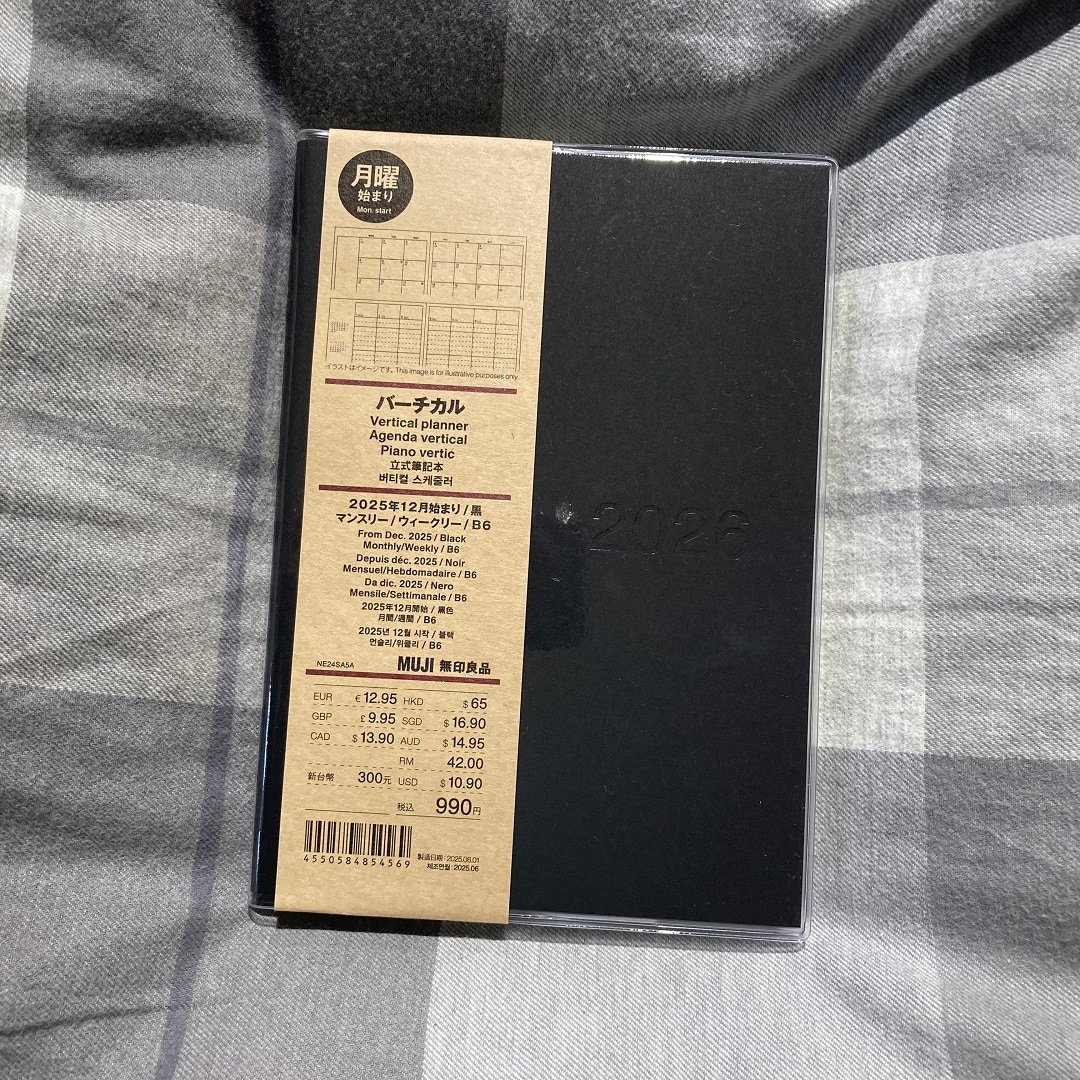 月曜
始まり
Mon. start
イラストはイメージです。This image is for illustrative purposes only.
バーチカル
Vertical planner
Agenda vertical
Piano vertic
立式筆記本
버티컬 스케줄러
2025年12月始まり / 黒
マンスリー / ウィークリー / B6
From Dec. 2025 / Black
Monthly/Weekly / B6
Depuis déc. 2025 / Noir
Mensuel/Hebdomadaire / B6
Da dic. 2025 / Nero
Mensile/Settimanale / B6
2025年12月開始 / 黒色
月間/週間 / B6
2025년 12월 시작 / 블랙
먼슬리/위클리 / B6
NE24SA5A MUJI 無印良品
EUR € 12.95 HKD $ 65
GBP £ 9.95 SGD $ 16.90
CAD $ 13.90 AUD $ 14.95
RM 42.00
新台幣 300元 USD $ 10.90
税込 990円
4550584854569
製造日期 : 2025.06.01
제조연월 : 2025.06
2026